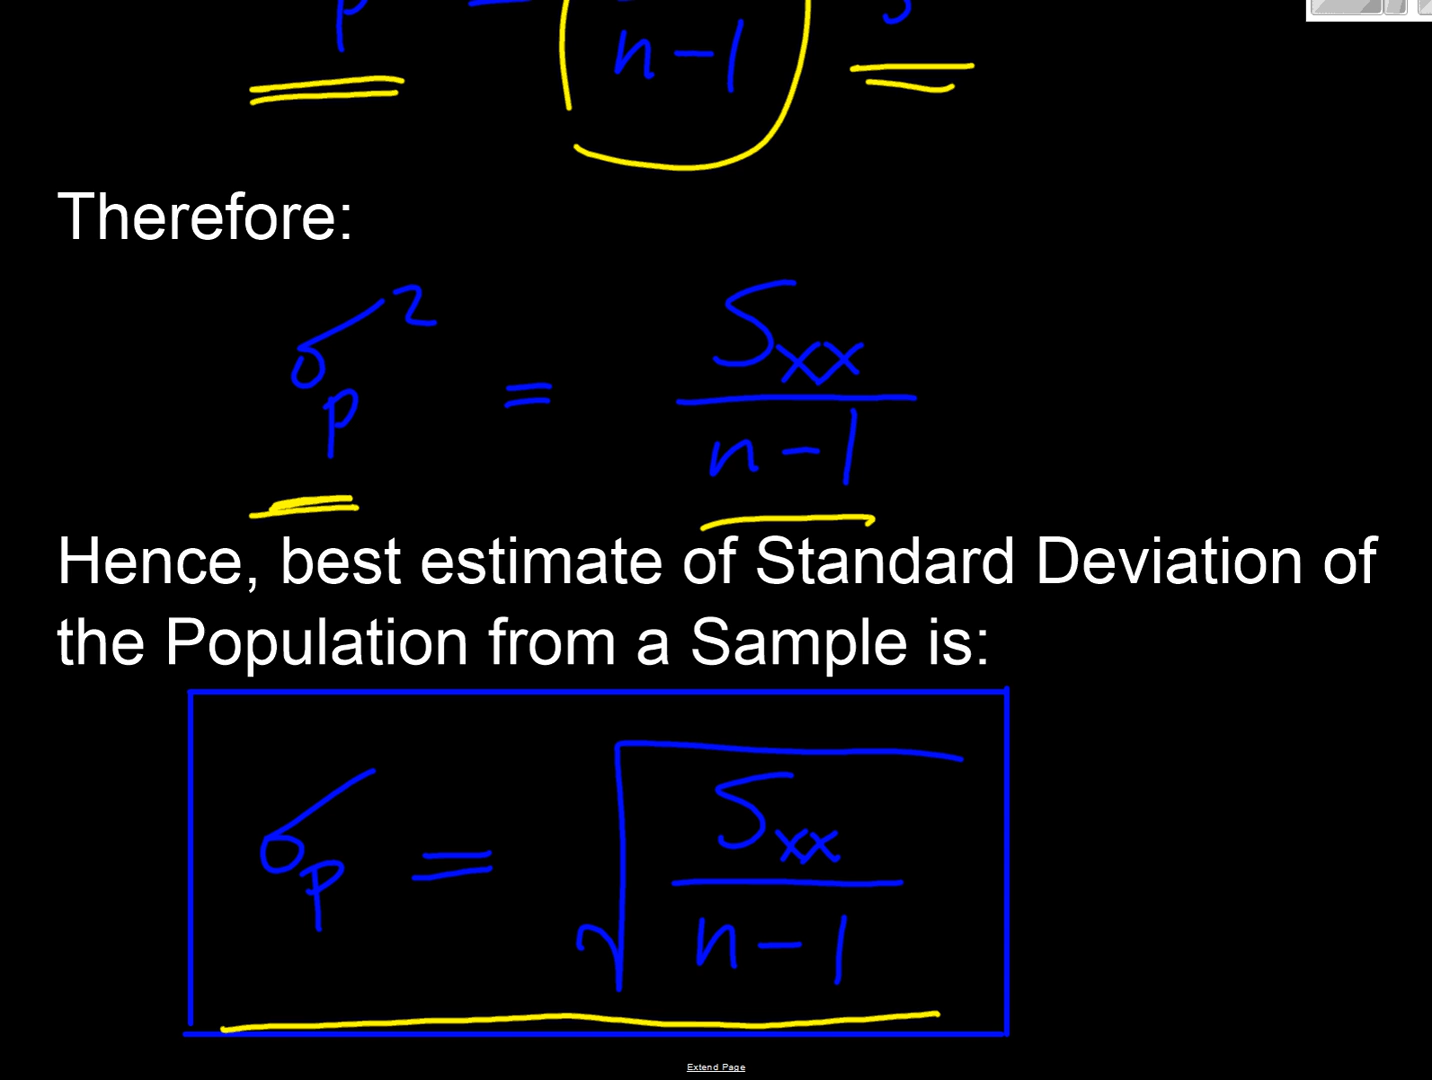 p
n-1
Therefore:
σp² = Sxx / n-1
Hence, best estimate of Standard Deviation of
the Population from a Sample is:
σp = √(Sxx / n-1)
Extend Page